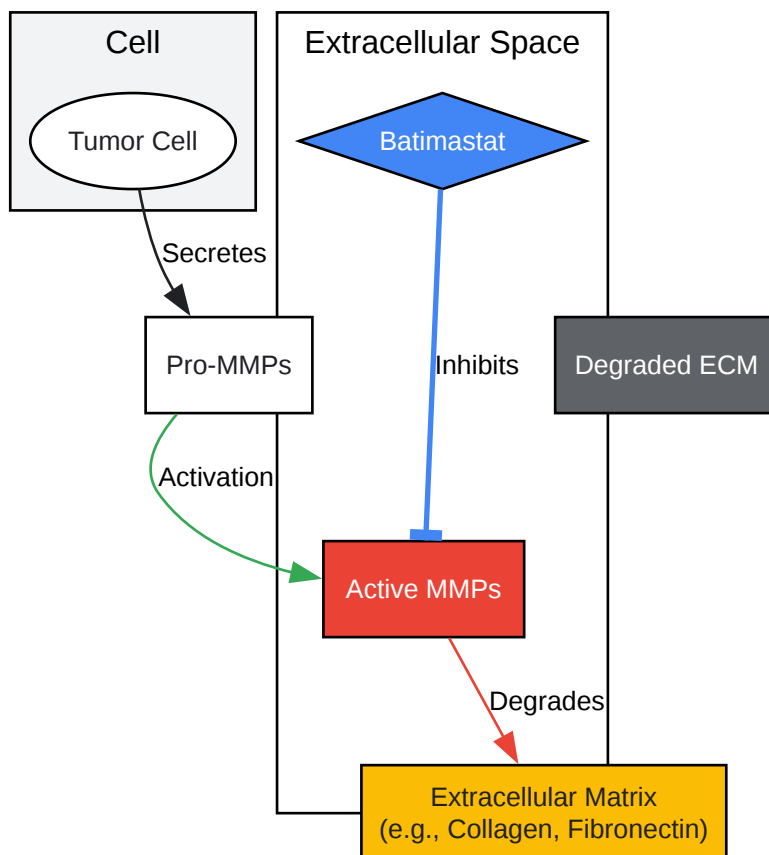 Cell
Extracellular Space
Tumor Cell
Batimastat
Secretes
Pro-MMPs
Inhibits
Degraded ECM
Activation
Active MMPs
Degrades
Extracellular Matrix
(e.g., Collagen, Fibronectin)